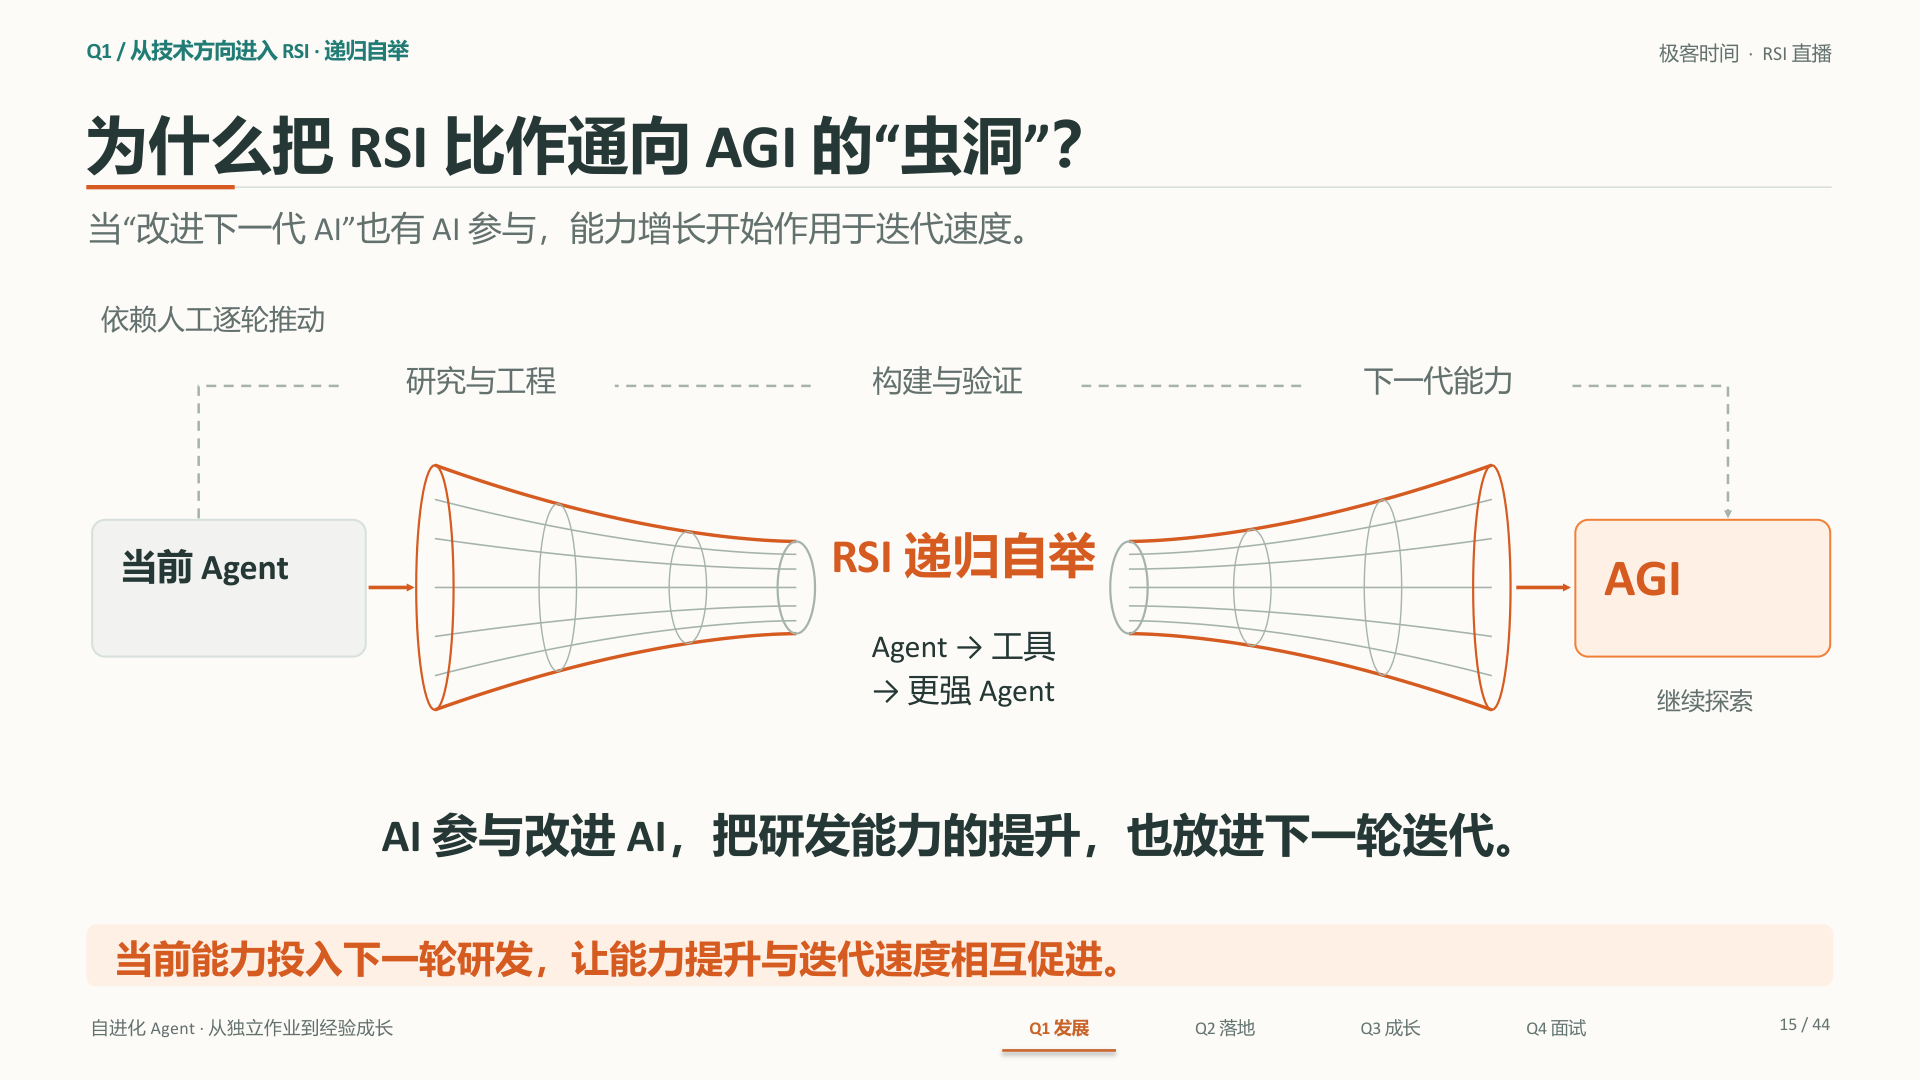 Q1 / 从技术方向进入 RSI · 递归自举
极客时间 · RSI 直播
为什么把 RSI 比作通向 AGI 的“虫洞”?
当“改进下一代 AI”也有 AI 参与，能力增长开始作用于迭代速度。
依赖人工逐轮推动
研究与工程
构建与验证
下一代能力
当前 Agent
RSI 递归自举
AGI
Agent → 工具
→ 更强 Agent
继续探索
AI 参与改进 AI，把研发能力的提升，也放进下一轮迭代。
当前能力投入下一轮研发，让能力提升与迭代速度相互促进。
自进化 Agent · 从独立作业到经验成长
Q1 发展
Q2 落地
Q3 成长
Q4 面试
15 / 44